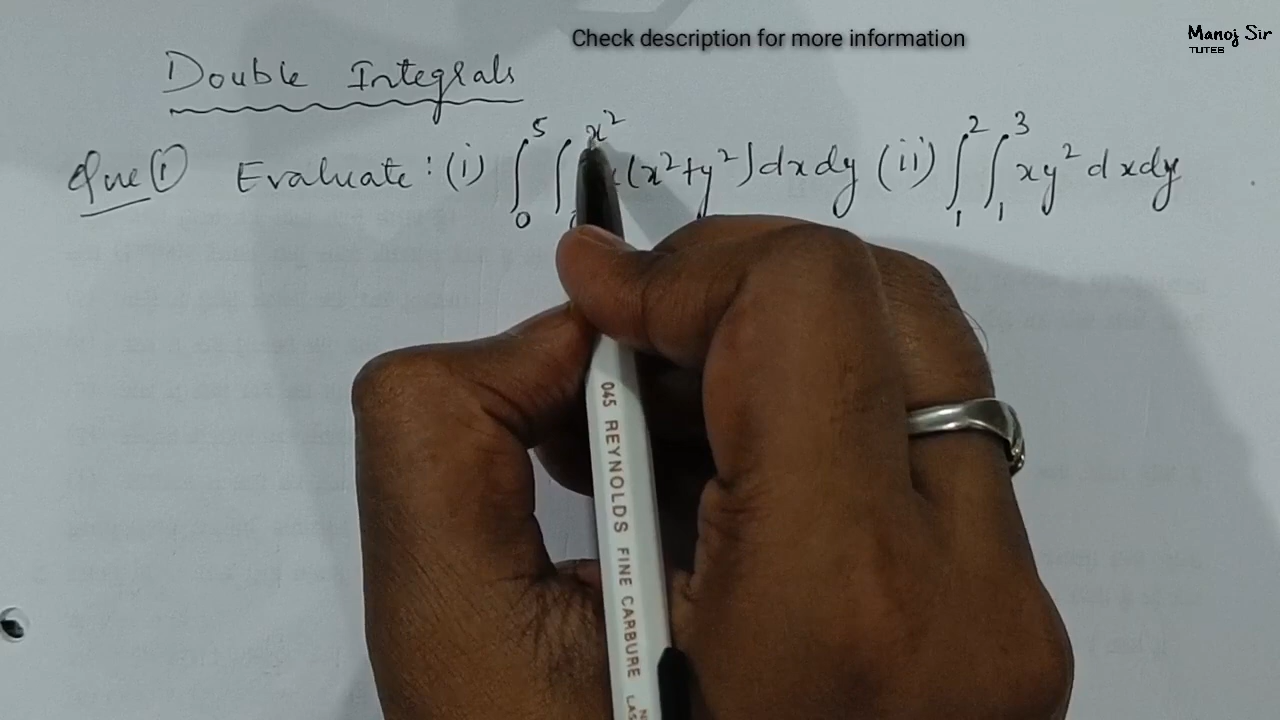 Check description for more information
Manoj Sir
TUTES
Double Integrals
Que ① Evaluate : (i) ∫₀⁵ ∫ˣ² (x²+y²) dx dy (ii) ∫₁² ∫₁³ xy² dx dy
045 REYNOLDS FINE CARBURE